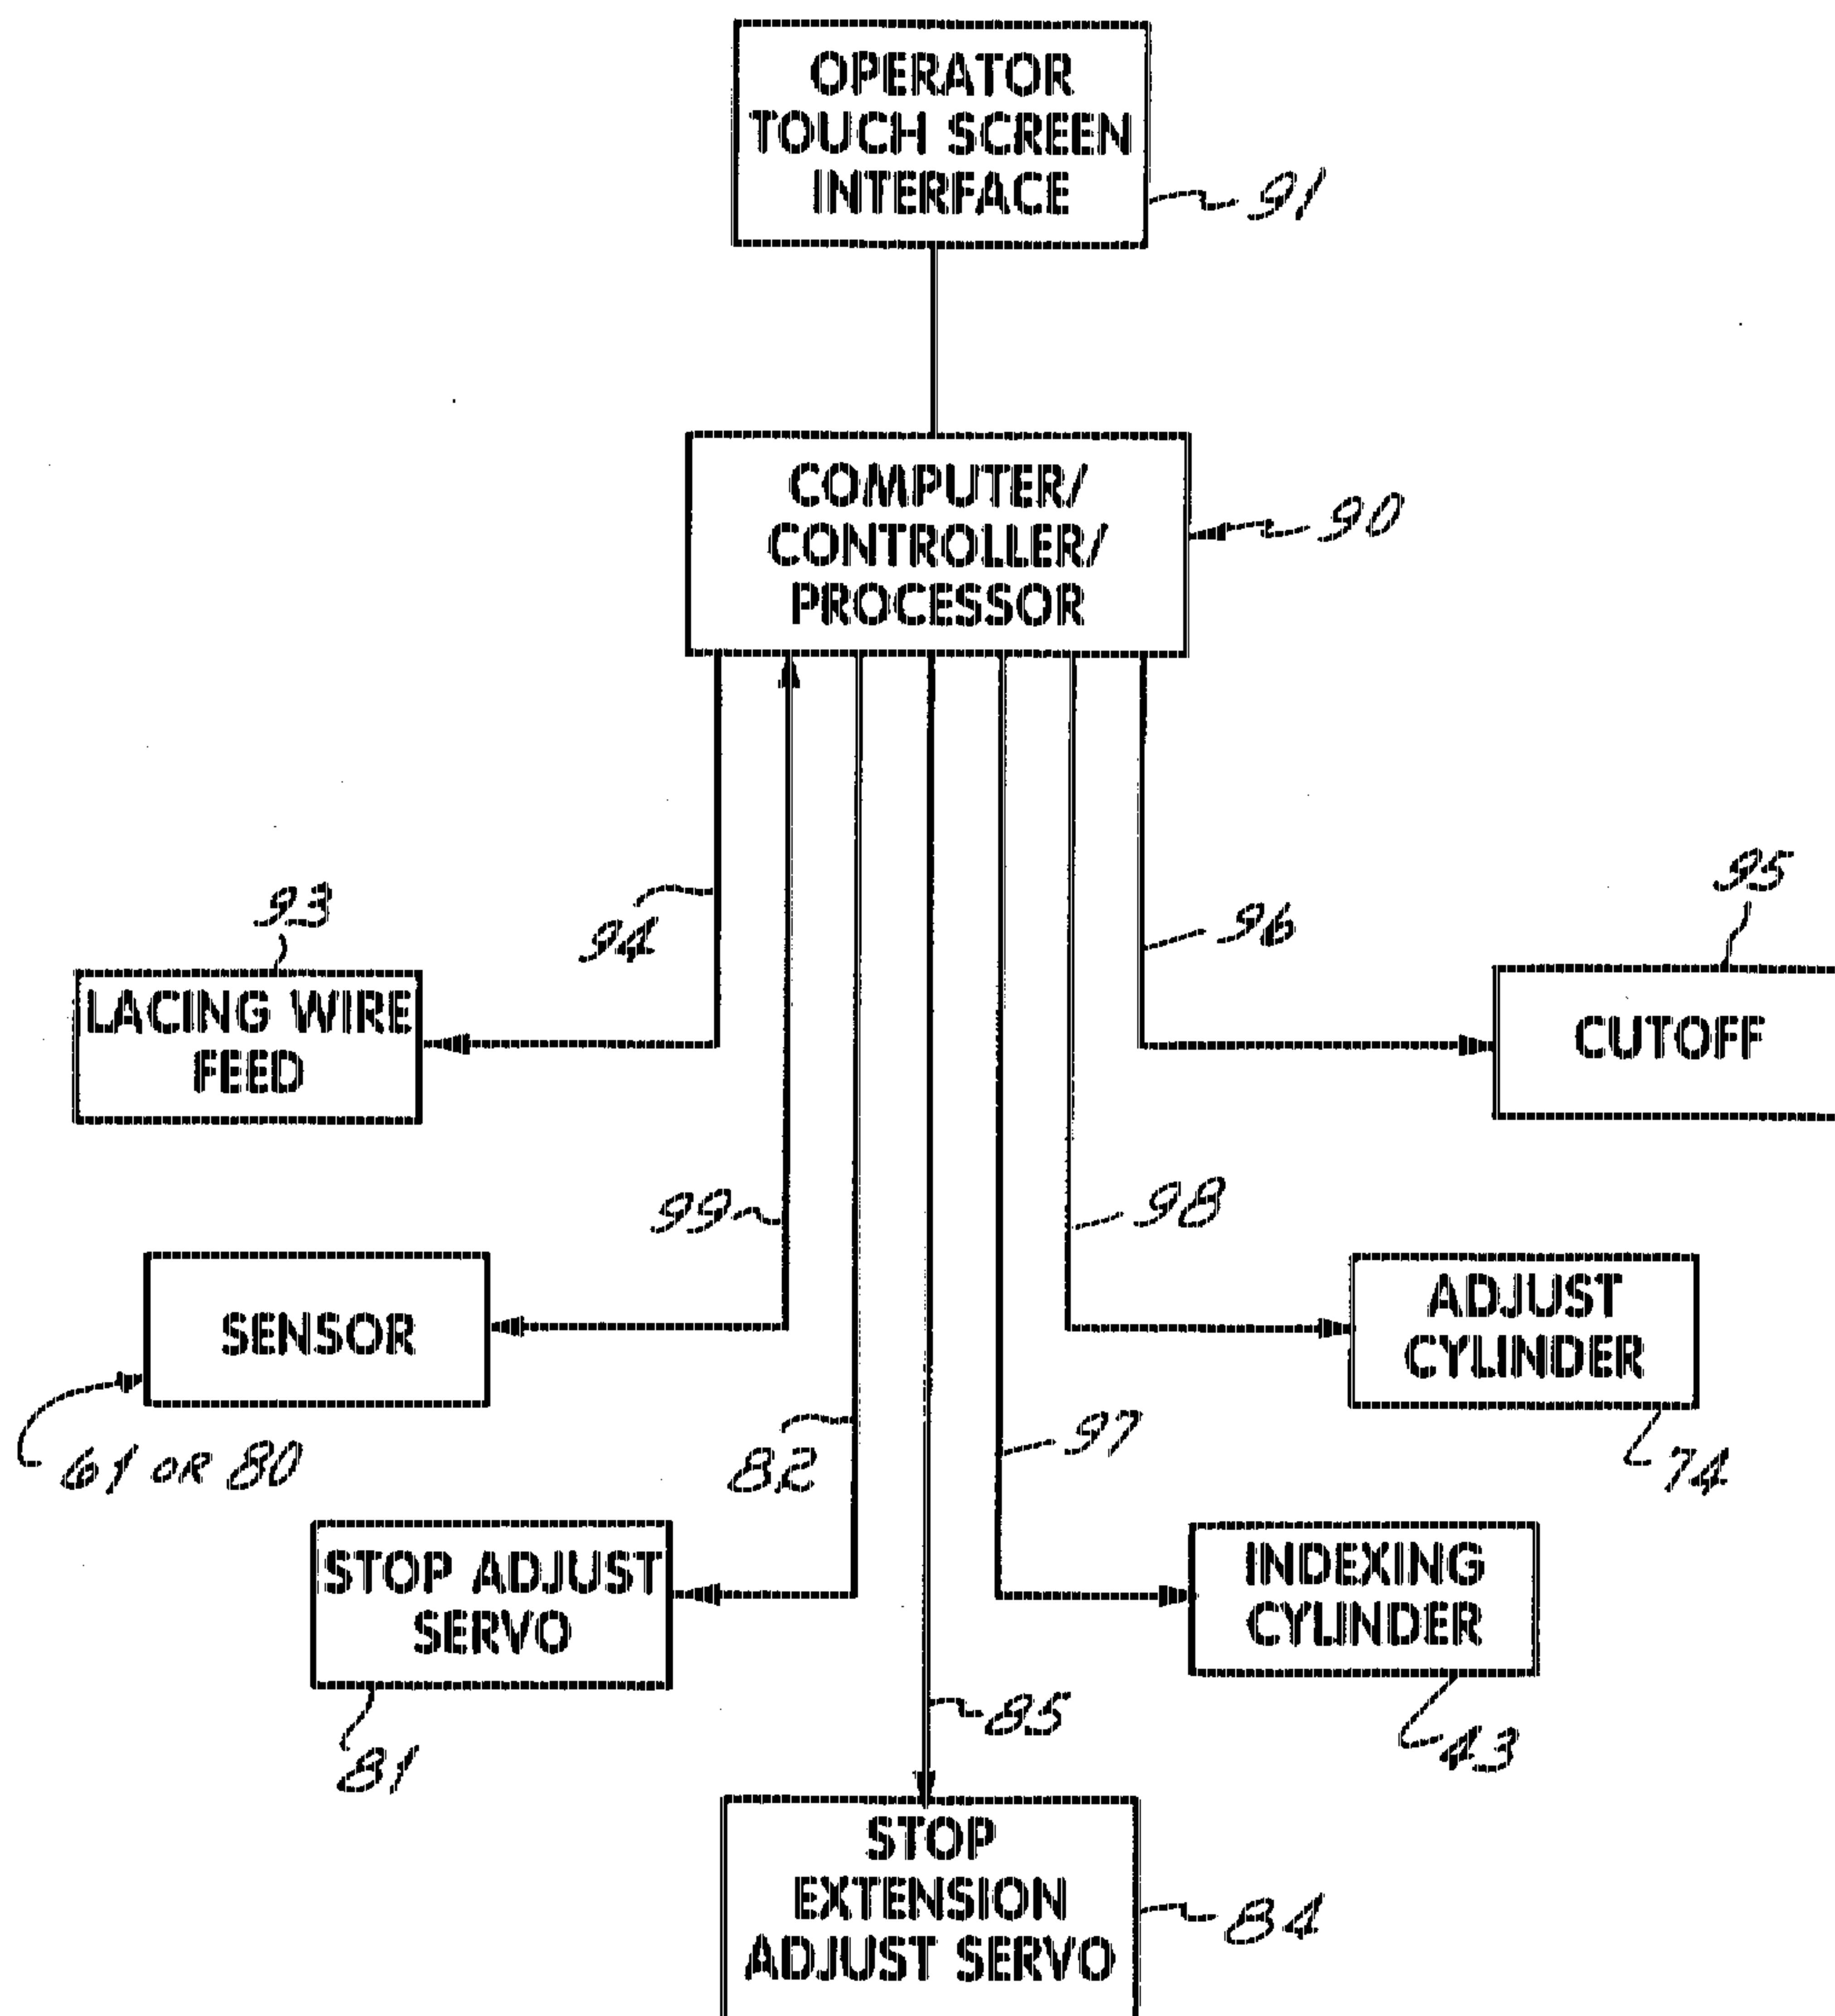 OPERATOR
TOUCH SCREEN
INTERFACE
91
COMPUTER/
CONTROLLER/
PROCESSOR
90
93
94
96
95
LACING WIRE
FEED
CUTOFF
99
98
SENSOR
ADJUST
CYLINDER
61 OR 80
82
97
74
STOP ADJUST
SERVO
INDEXING
CYLINDER
81
85
43
STOP
EXTENSION
ADJUST SERVO
84